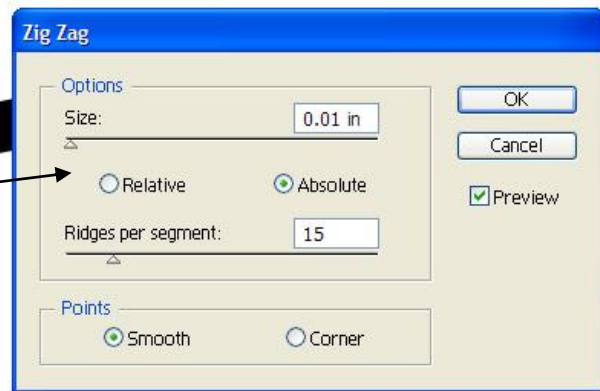 Zig Zag
Options
OK
Size: 0.01 in
Cancel
Relative Absolute
Preview
Ridges per segment: 15
Points
Smooth Corner